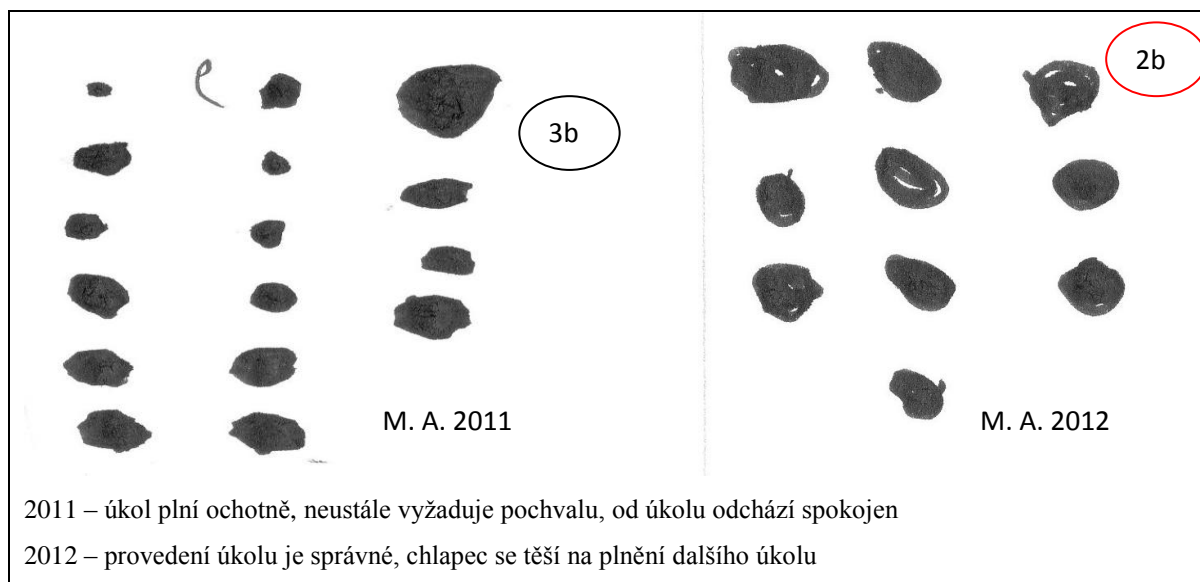 2b
3b
M. A. 2011
M. A. 2012
2011 – úkol plní ochotně, neustále vyžaduje pochvalu, od úkolu odchází spokojen
2012 – provedení úkolu je správné, chlapec se těší na plnění dalšího úkolu